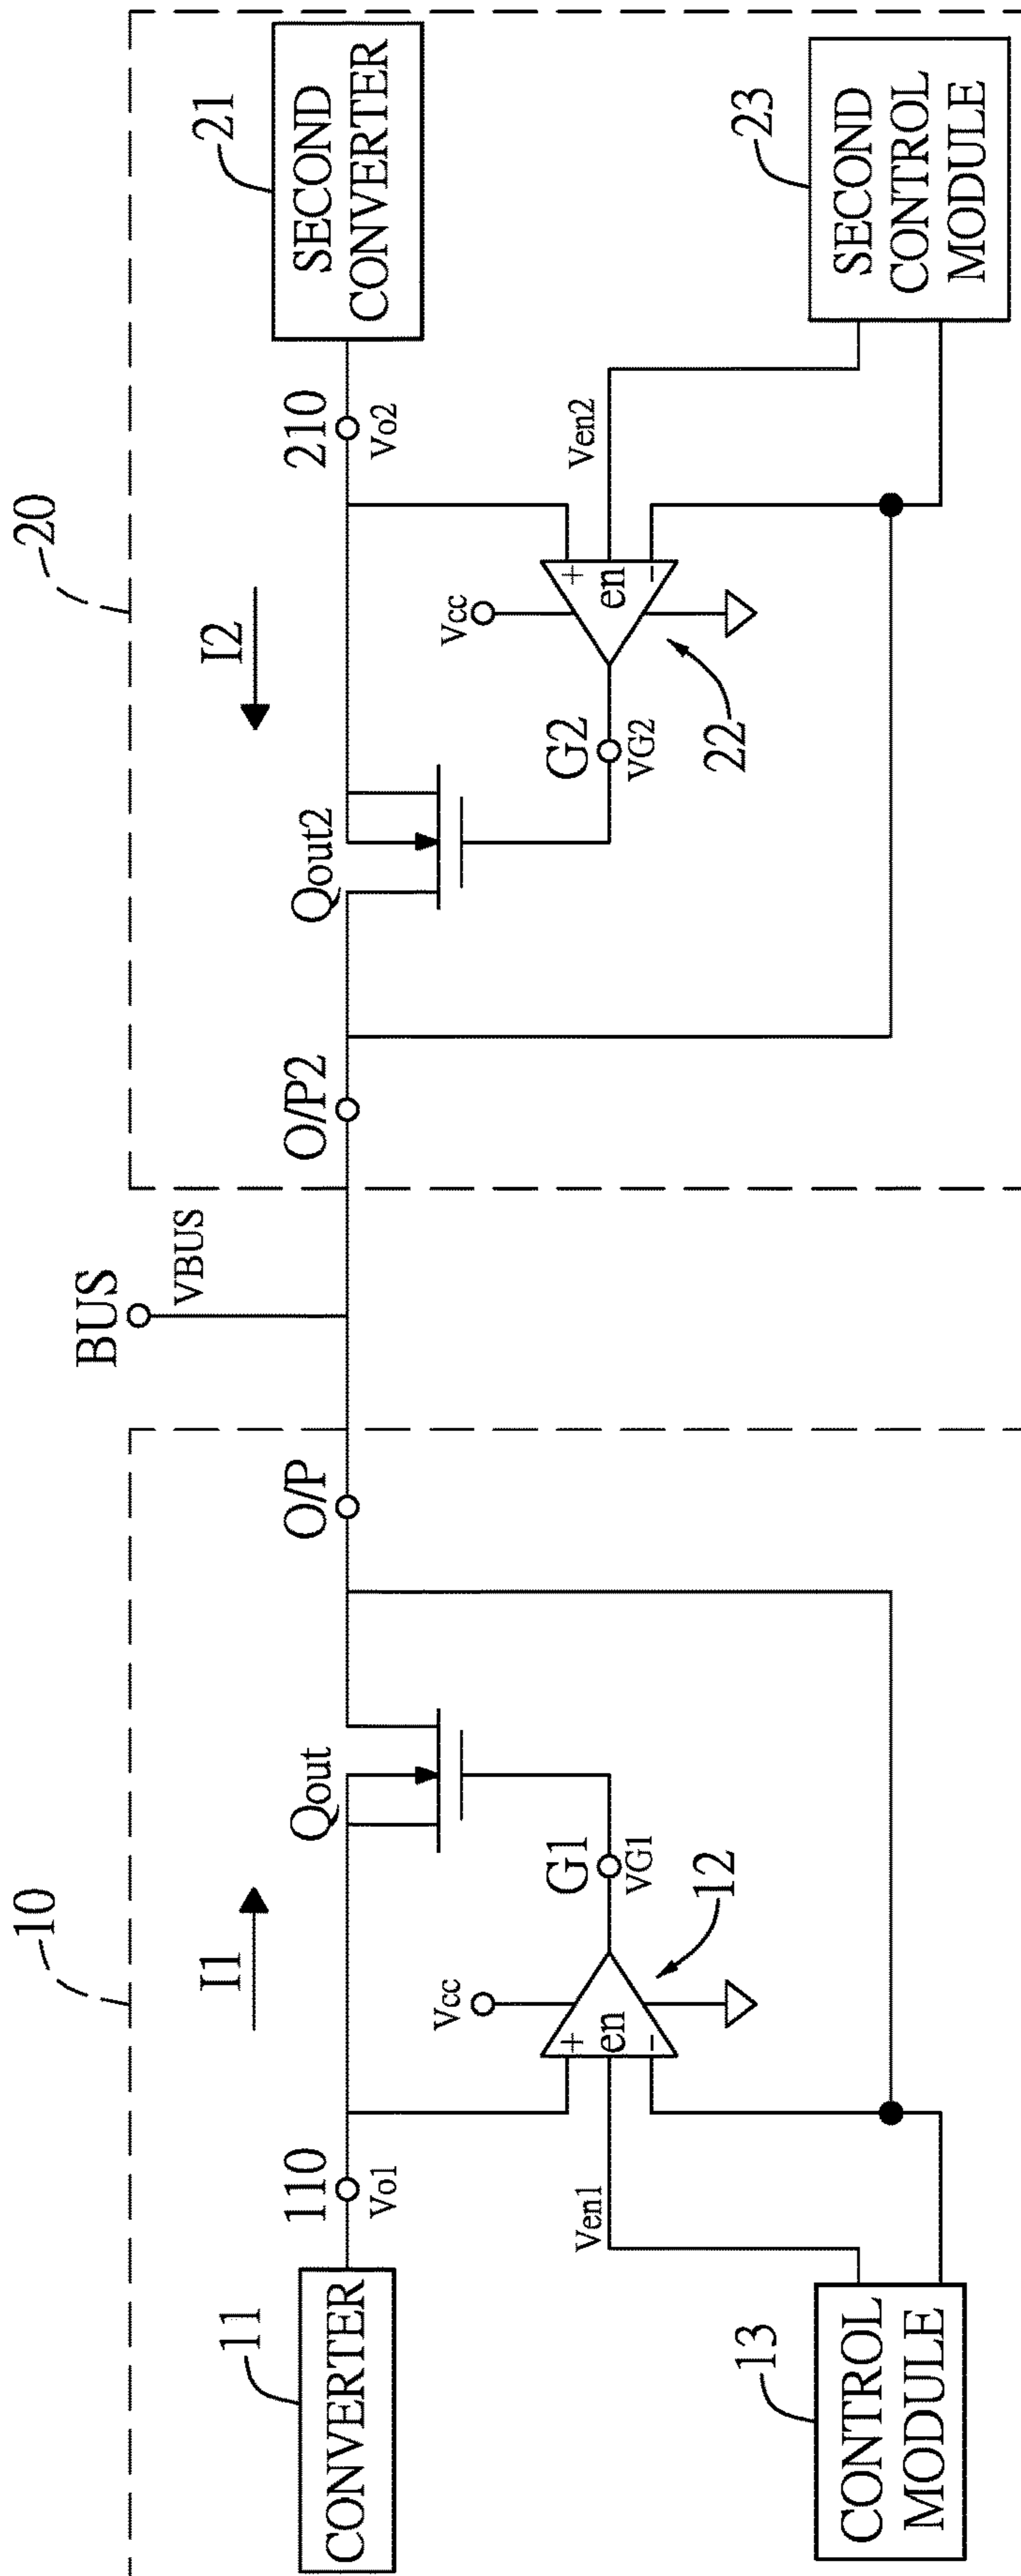 10
I1
11
CONVERTER
110
Vo1
Qout
O/P
Vcc
+
en
-
G1
VG1
12
Ven1
13
CONTROL
MODULE
BUS
VBUS
20
I2
O/P2
Qout2
210
Vo2
21
SECOND
CONVERTER
G2
VG2
Vcc
+
en
-
22
Ven2
23
SECOND
CONTROL
MODULE